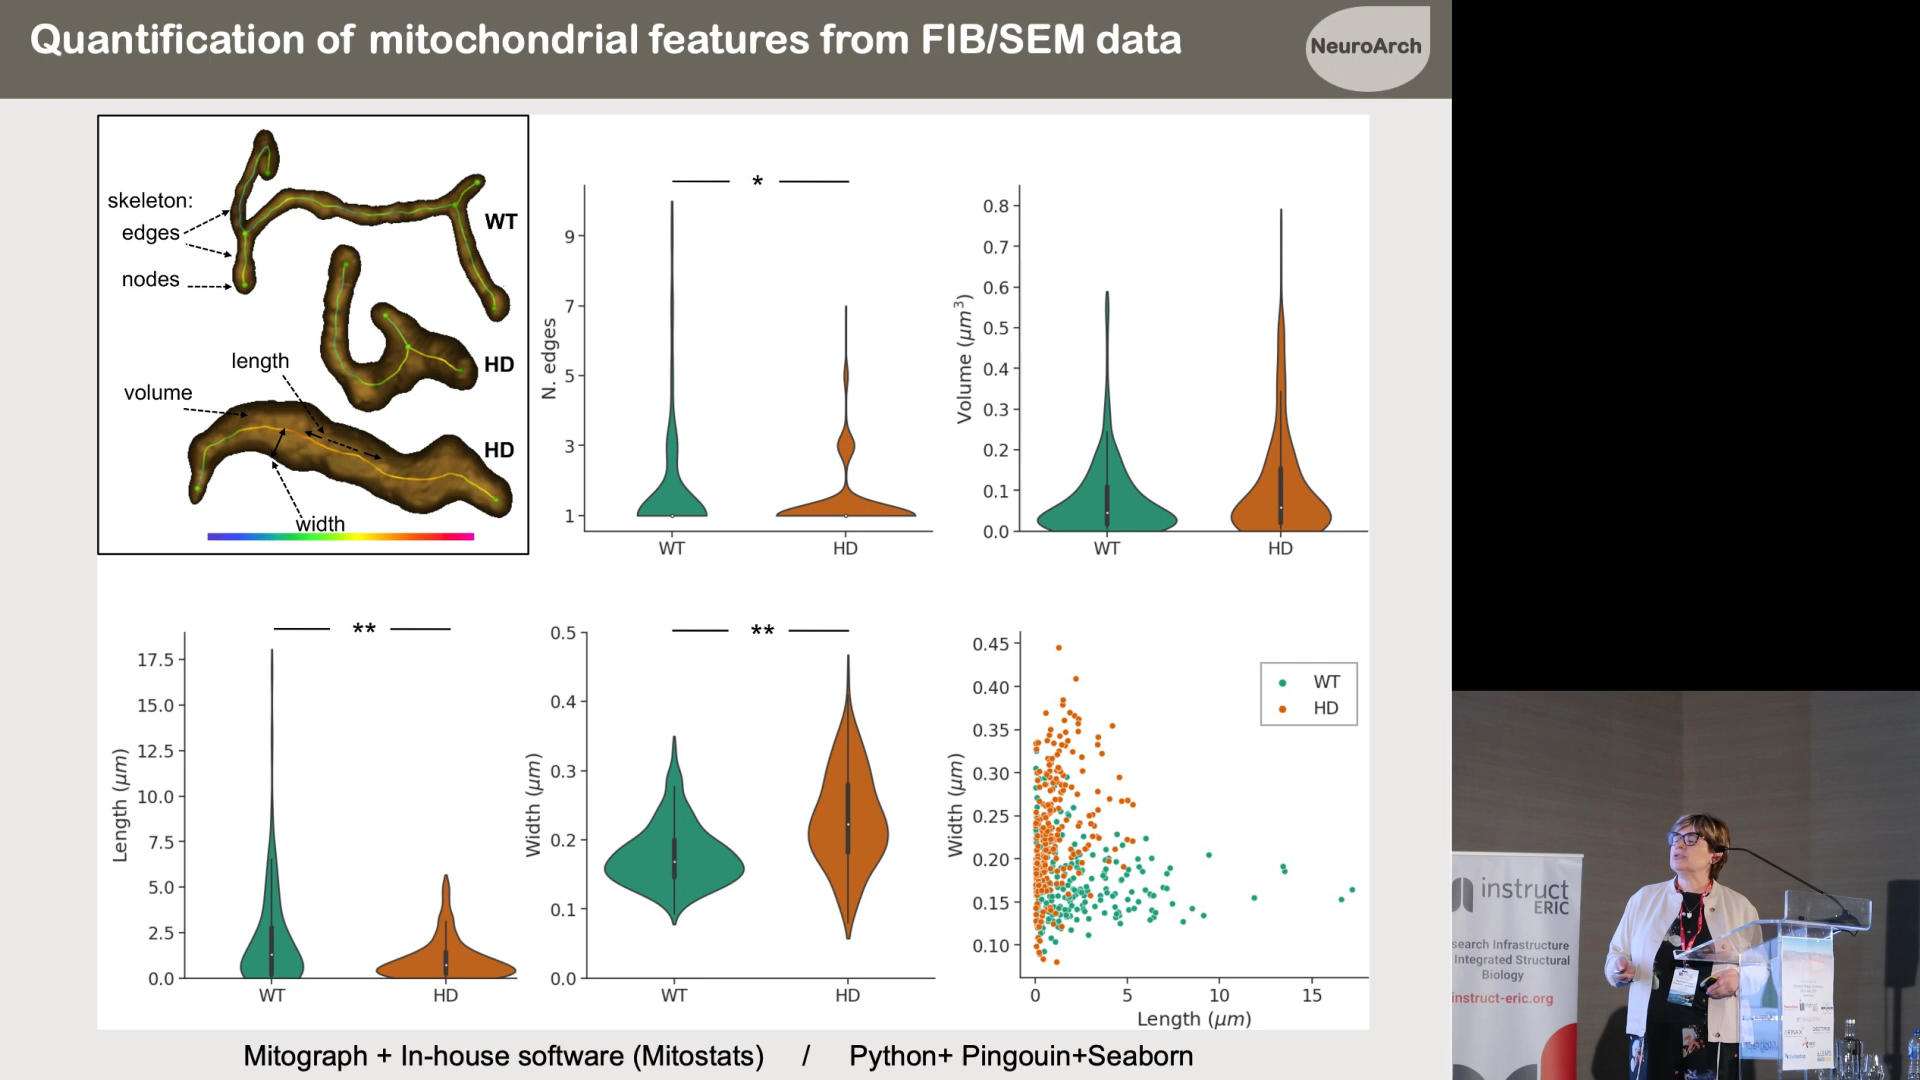 Quantification of mitochondrial features from FIB/SEM data
NeuroArch
skeleton:
edges
nodes
WT
HD
length
volume
HD
width
*
N. edges
9
7
5
3
1
WT
HD
Volume (μm³)
0.8
0.7
0.6
0.5
0.4
0.3
0.2
0.1
0.0
WT
HD
**
Length (μm)
17.5
15.0
12.5
10.0
7.5
5.0
2.5
0.0
WT
HD
**
Width (μm)
0.5
0.4
0.3
0.2
0.1
0.0
WT
HD
Width (μm)
0.45
0.40
0.35
0.30
0.25
0.20
0.15
0.10
WT
HD
0
5
10
15
Length (μm)
Mitograph + In-house software (Mitostats) / Python+ Pingouin+Seaborn
instruct
ERIC
search Infrastructure
Integrated Structural
Biology
instruct-eric.org